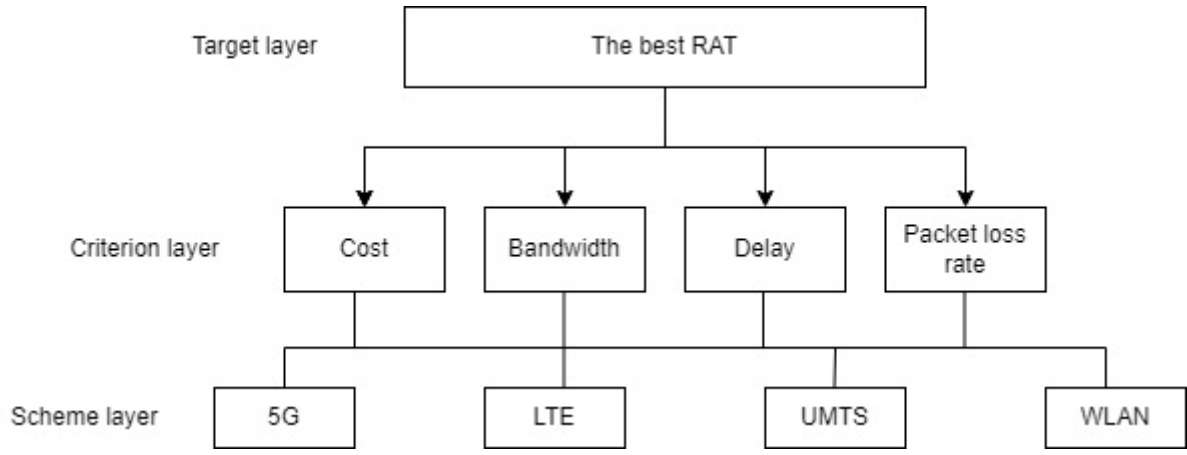 Target layer
The best RAT
Criterion layer
Cost
Bandwidth
Delay
Packet loss
rate
Scheme layer
5G
LTE
UMTS
WLAN